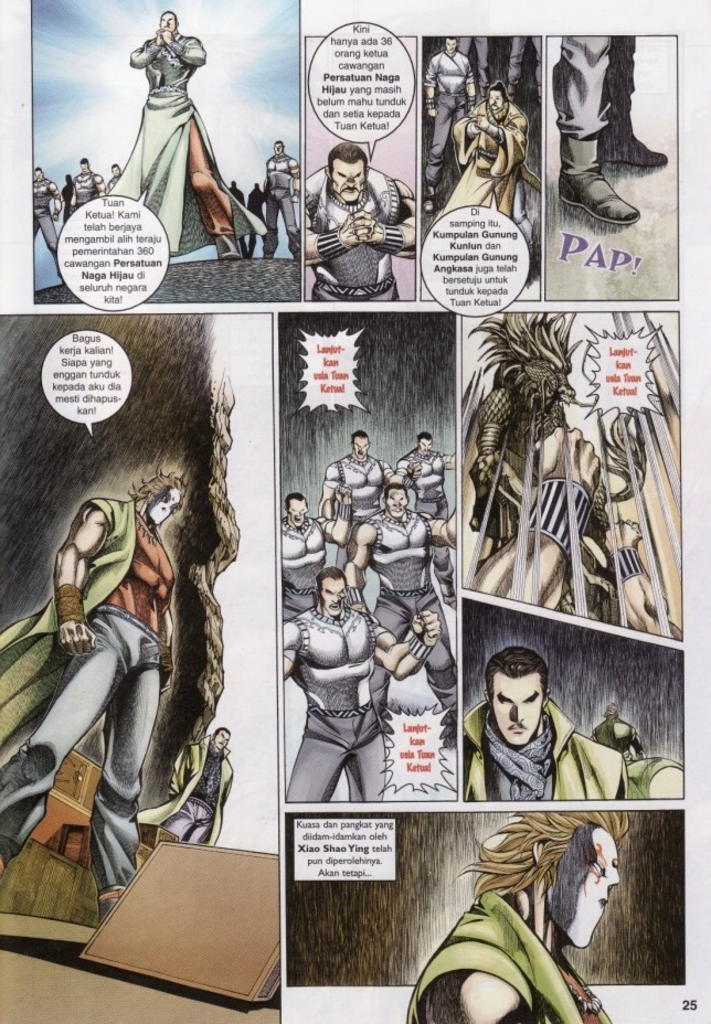 Tuan
Ketua! Kami
telah berjaya
mengambil alih teraju
pemerintahan 360
cawangan Persatuan
Naga Hijau di
seluruh negara
kita!
Kini
hanya ada 36
orang ketua
cawangan
Persatuan Naga
Hijau yang masih
belum mahu tunduk
dan setia kepada
Tuan Ketua!
Di
samping itu,
Kumpulan Gunung
Kunlun dan
Kumpulan Gunung
Angkasa juga telah
bersetuju untuk
tunduk kepada
Tuan Ketua!
PAP!
Bagus
kerja kalian!
Siapa yang
enggan tunduk
kepada aku dia
mesti dihapus-
kan!
Lanjut-
kan
usia Tuan
Ketua!
Lanjut-
kan
usia Tuan
Ketua!
Lanjut-
kan
usia Tuan
Ketua!
Kuasa dan pangkat yang
diidam-idamkan oleh
Xiao Shao Ying telah
pun diperolehinya.
Akan tetapi...
25